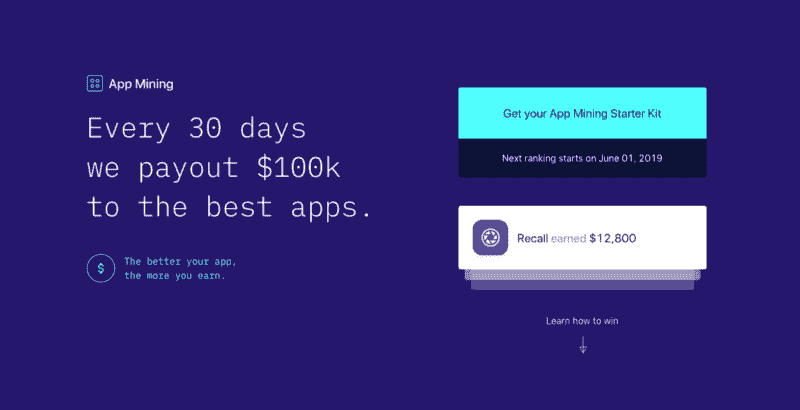 App Mining
Every 30 days
we payout $100k
to the best apps.
$
The better your app,
the more you earn.
Get your App Mining Starter Kit
Next ranking starts on June 01, 2019
Recall earned $12,800
Learn how to win